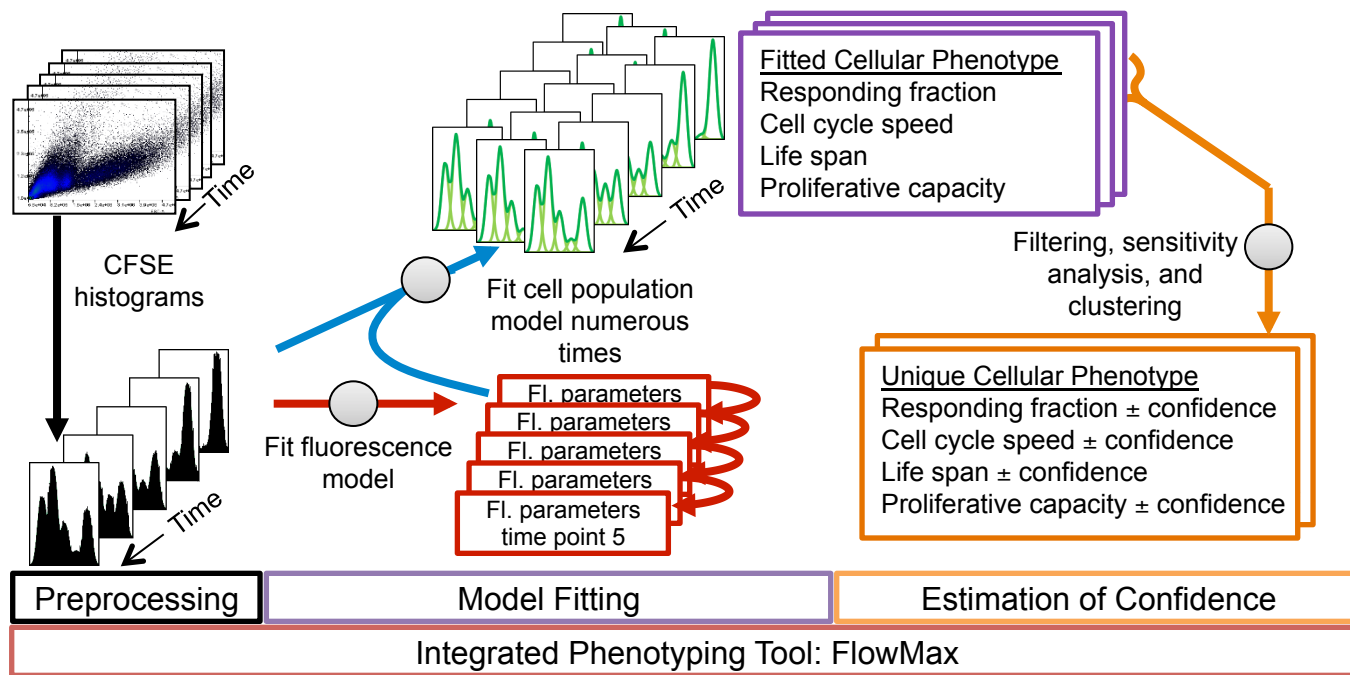 Time
CFSE
histograms
Time
Fit fluorescence
model
Time
Fit cell population
model numerous
times
Fl. parameters
Fl. parameters
Fl. parameters
Fl. parameters
Fl. parameters
time point 5
Fitted Cellular Phenotype
Responding fraction
Cell cycle speed
Life span
Proliferative capacity
Filtering, sensitivity
analysis, and
clustering
Unique Cellular Phenotype
Responding fraction ± confidence
Cell cycle speed ± confidence
Life span ± confidence
Proliferative capacity ± confidence
Preprocessing
Model Fitting
Estimation of Confidence
Integrated Phenotyping Tool: FlowMax